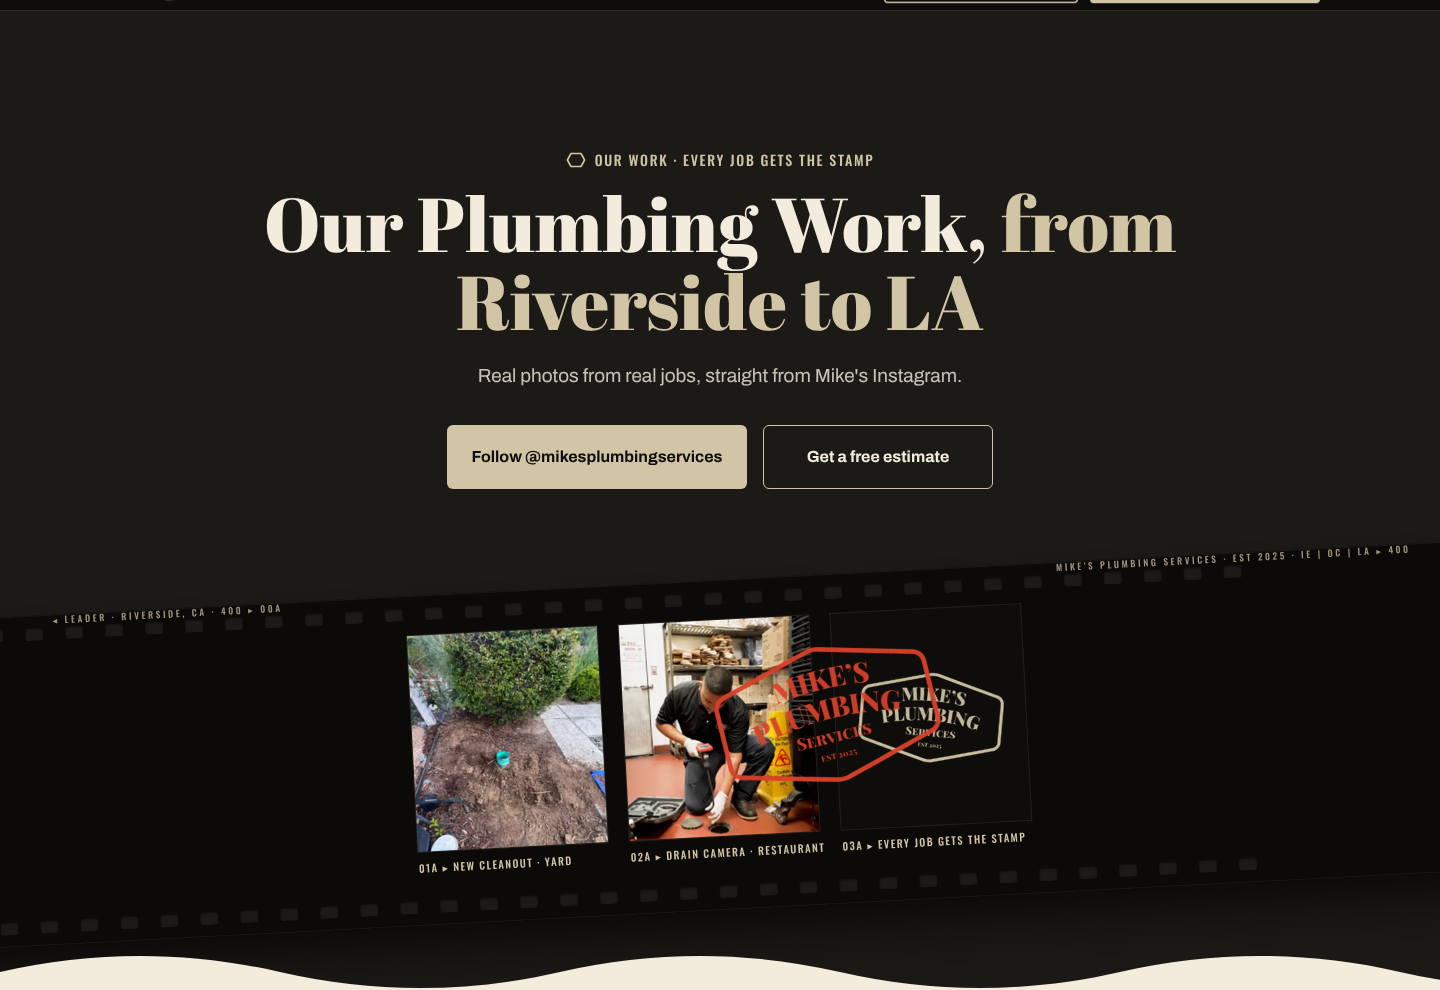 OUR WORK · EVERY JOB GETS THE STAMP
Our Plumbing Work, from
Riverside to LA
Real photos from real jobs, straight from Mike's Instagram.
Follow @mikesplumbingservices
Get a free estimate
◂ LEADER · RIVERSIDE, CA · 400 ▸ 00A
MIKE'S PLUMBING SERVICES · EST 2025 · IE | OC | LA ▸ 400
MIKE'S
PLUMBING
SERVICES
EST 2025
MIKE'S
PLUMBING
SERVICES
EST 2025
01A ▸ NEW CLEANOUT · YARD
02A ▸ DRAIN CAMERA · RESTAURANT
03A ▸ EVERY JOB GETS THE STAMP